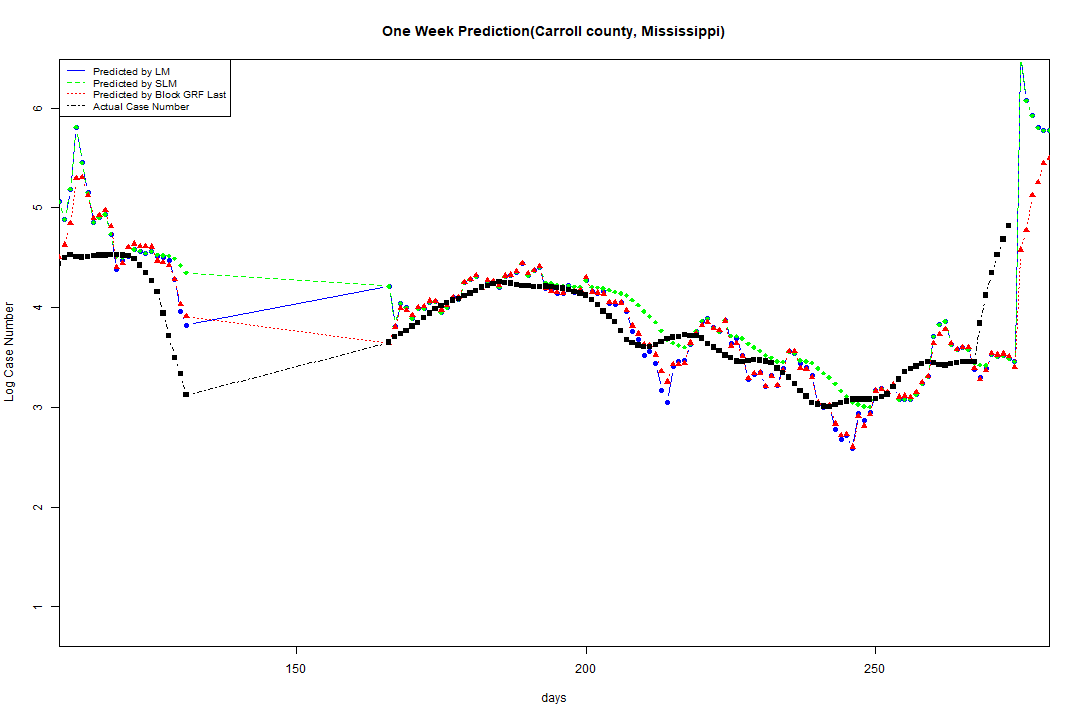 One Week Prediction(Carroll county, Mississippi)
Predicted by LM
Predicted by SLM
Predicted by Block GRF Last
Actual Case Number
6
5
4
3
2
1
Log Case Number
150
200
250
days